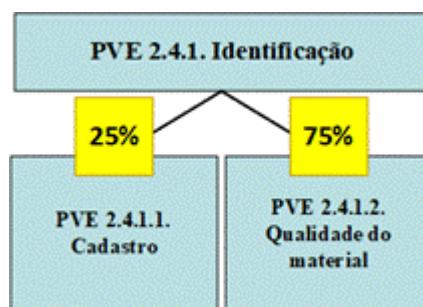 PVE 2.4.1. Identificação
25%
75%
PVE 2.4.1.1.
Cadastro
PVE 2.4.1.2.
Qualidade do
material